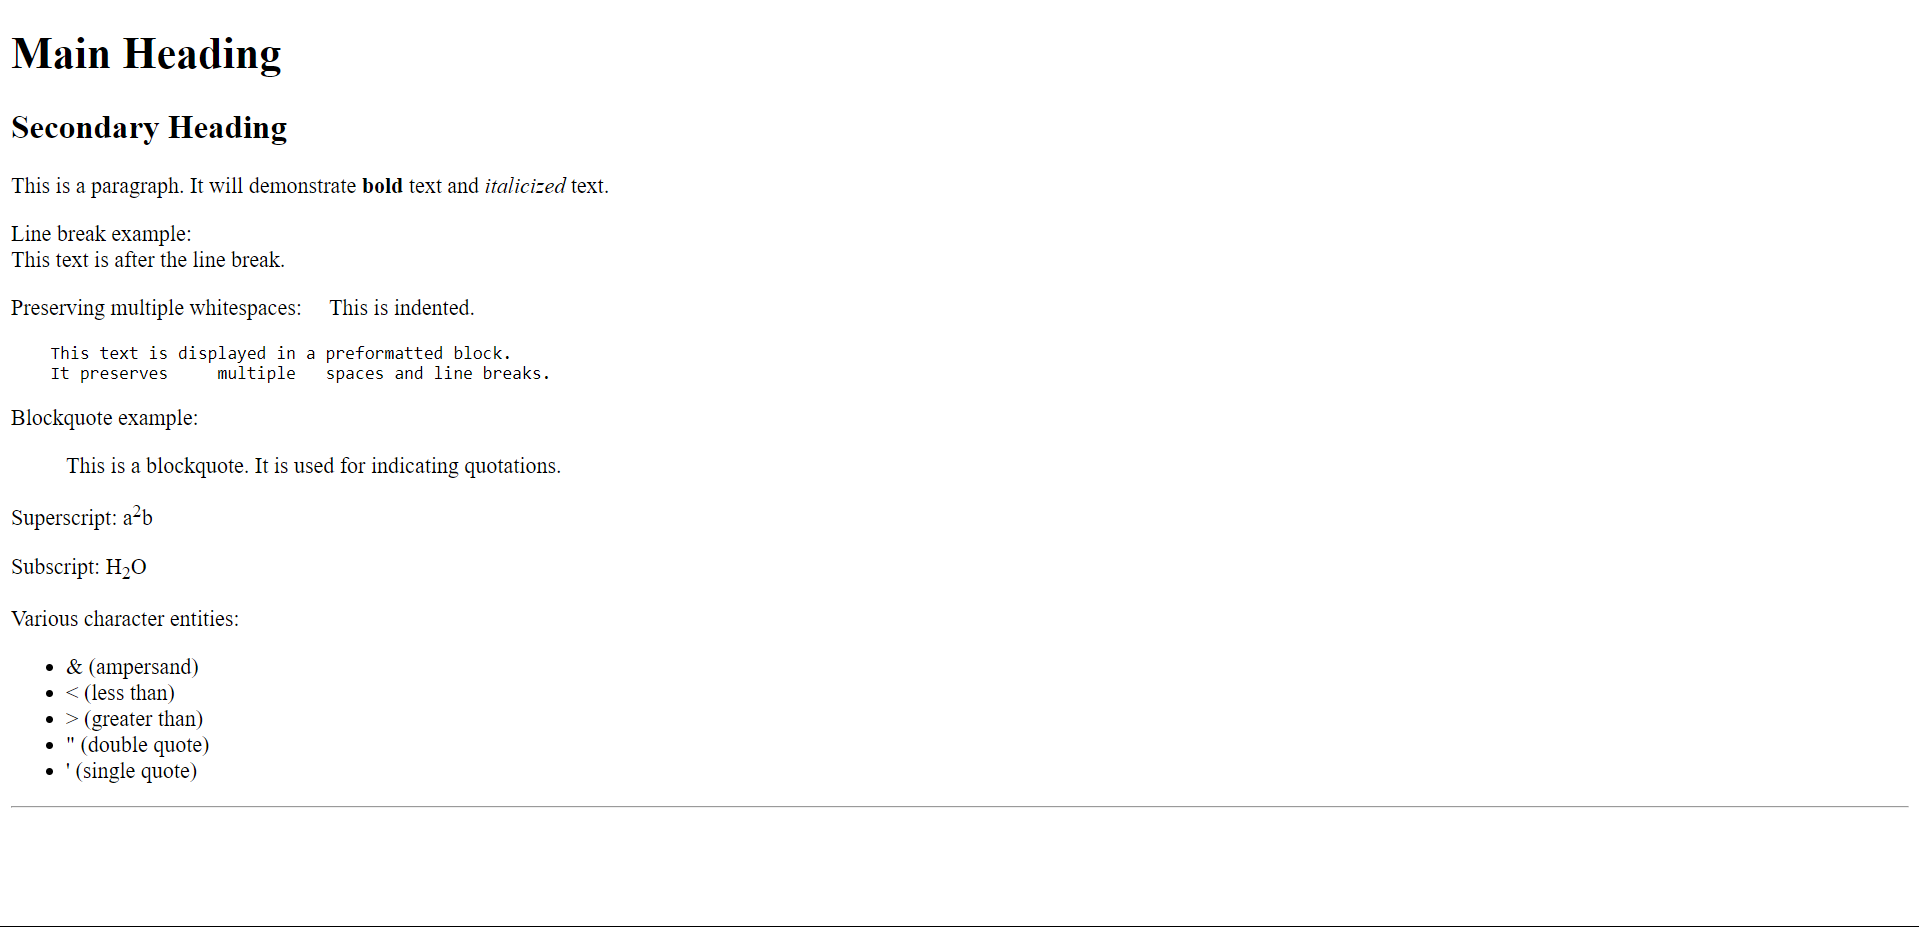 Main Heading
Secondary Heading
This is a paragraph. It will demonstrate bold text and italicized text.
Line break example:
This text is after the line break.
Preserving multiple whitespaces:     This is indented.
    This text is displayed in a preformatted block.
    It preserves     multiple   spaces and line breaks.
Blockquote example:
This is a blockquote. It is used for indicating quotations.
Superscript: a²b
Subscript: H₂O
Various character entities:
• & (ampersand)
• < (less than)
• > (greater than)
• " (double quote)
• ' (single quote)